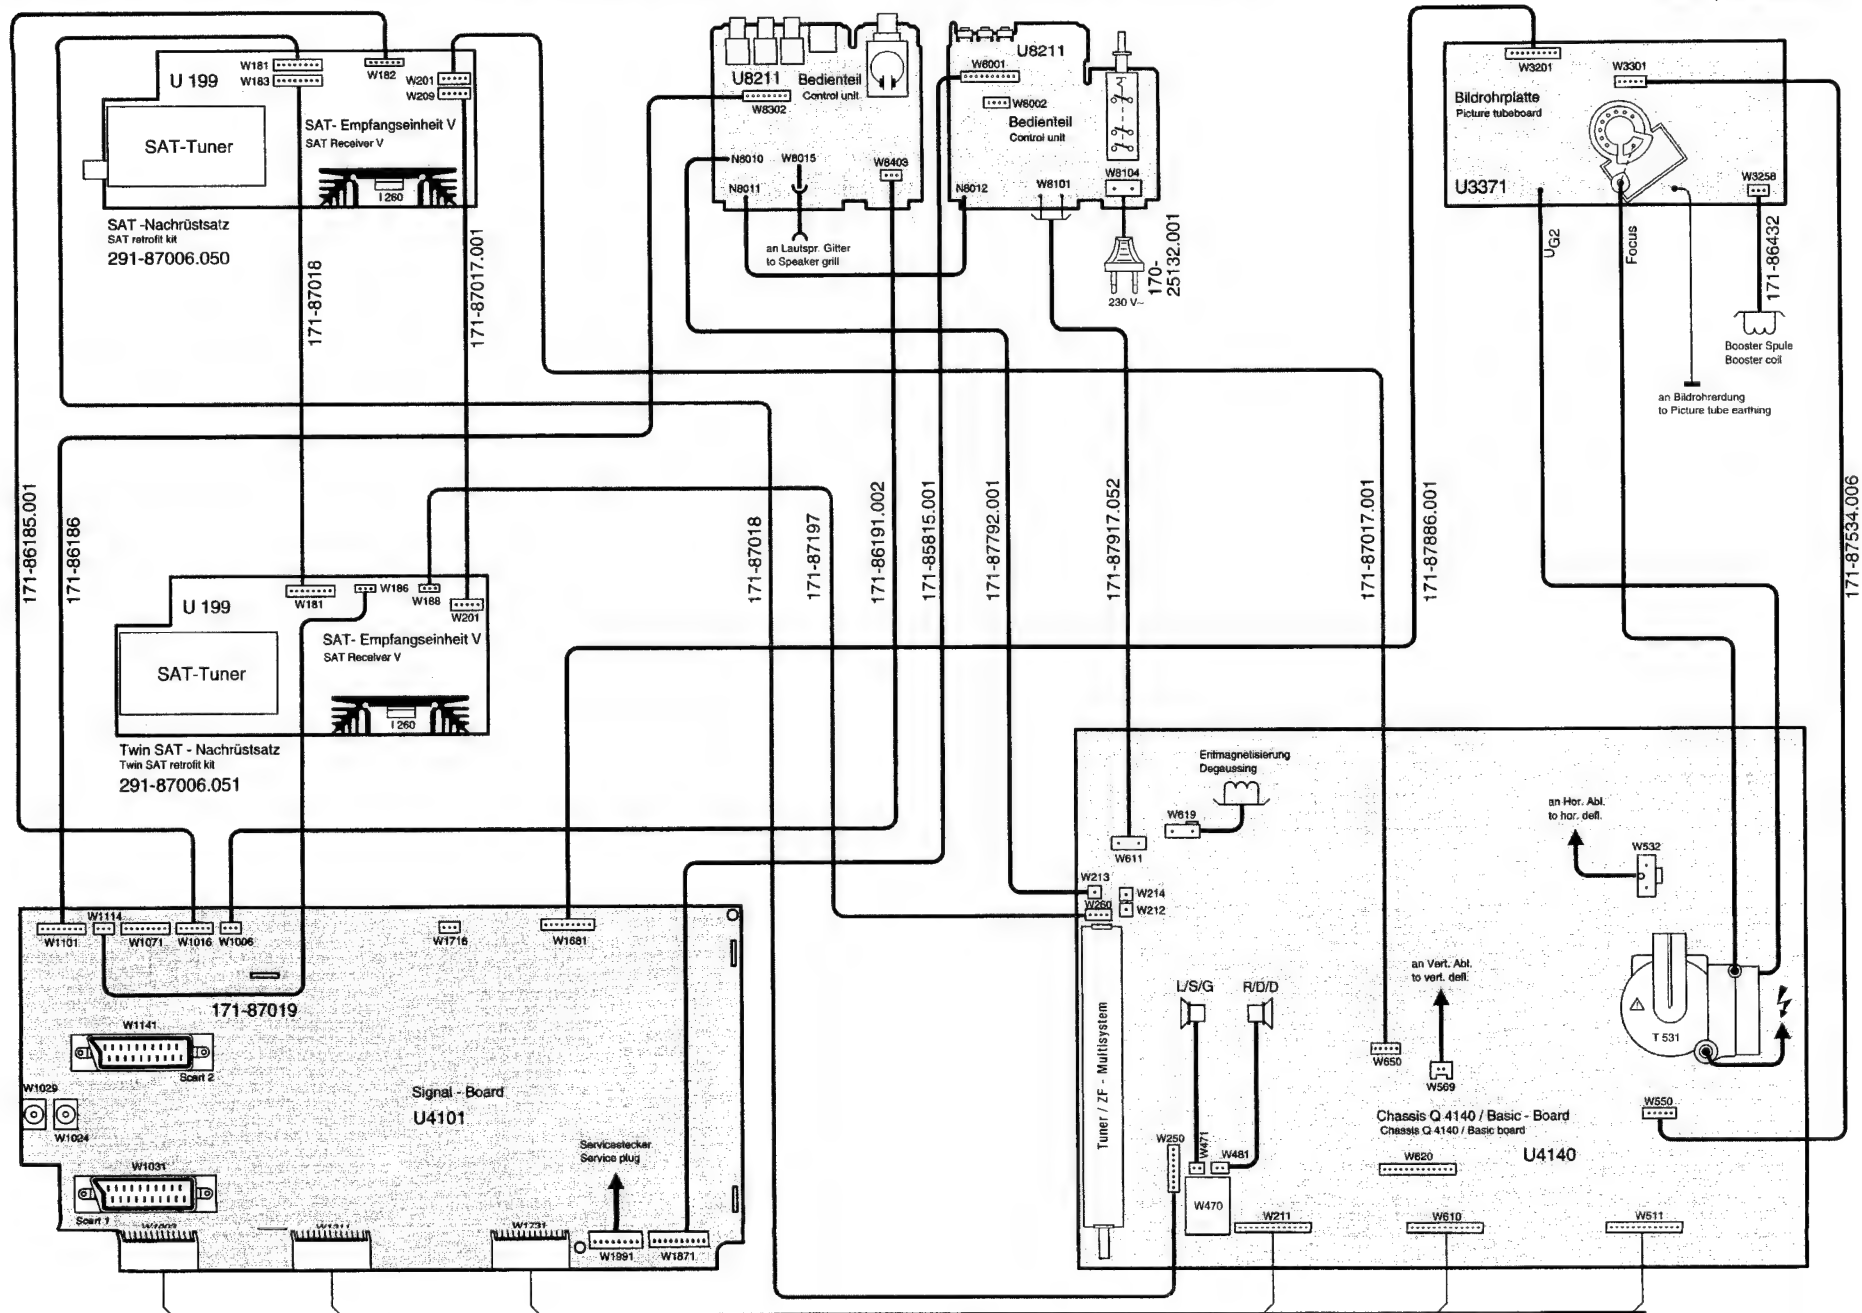 U 199
W181
W183
W182
W201
W209
SAT-Tuner
SAT- Empfangseinheit V
SAT Receiver V
I 260
SAT -Nachrüstsatz
SAT retrofit kit
291-87006.050
171-87018
171-87017.001
U8211
Bedienteil
Control unit
W8302
N8010
W8015
W8403
N8011
an Lautspr. Gitter
to Speaker grill
U8211
W8001
W8002
Bedienteil
Control unit
N8012
W8101
W8104
230 V~
170-
25132.001
W3201
W3301
Bildrohrplatte
Picture tubeboard
U3371
W3258
UG2
Focus
171-86432
Booster Spule
Booster coil
an Bildrohrerdung
to Picture tube earthing
171-86185.001
171-86186
171-87018
171-87197
171-86191.002
171-85815.001
171-87792.001
171-87917.052
171-87017.001
171-87886.001
171-87534.006
U 199
W181
W186
W188
W201
SAT- Empfangseinheit V
SAT Receiver V
SAT-Tuner
I 260
Twin SAT - Nachrüstsatz
Twin SAT retrofit kit
291-87006.051
W1101
W1114
W1071
W1016
W1006
W1716
W1681
171-87019
W1141
Scart 2
W1029
W1024
Signal - Board
U4101
W1031
Scart 1
Servicestecker
Service plug
W1731
W1991
W1871
Entmagnetisierung
Degaussing
W619
W611
W213
W214
W260
W212
an Hor. Abl.
to hor. defl.
W532
Tuner / ZF - Multisystem
L/S/G
R/D/D
an Vert. Abl.
to vert. defl.
W650
W569
T 531
W550
Chassis Q 4140 / Basic - Board
Chassis Q 4140 / Basic board
U4140
W250
W471
W481
W620
W470
W211
W610
W511